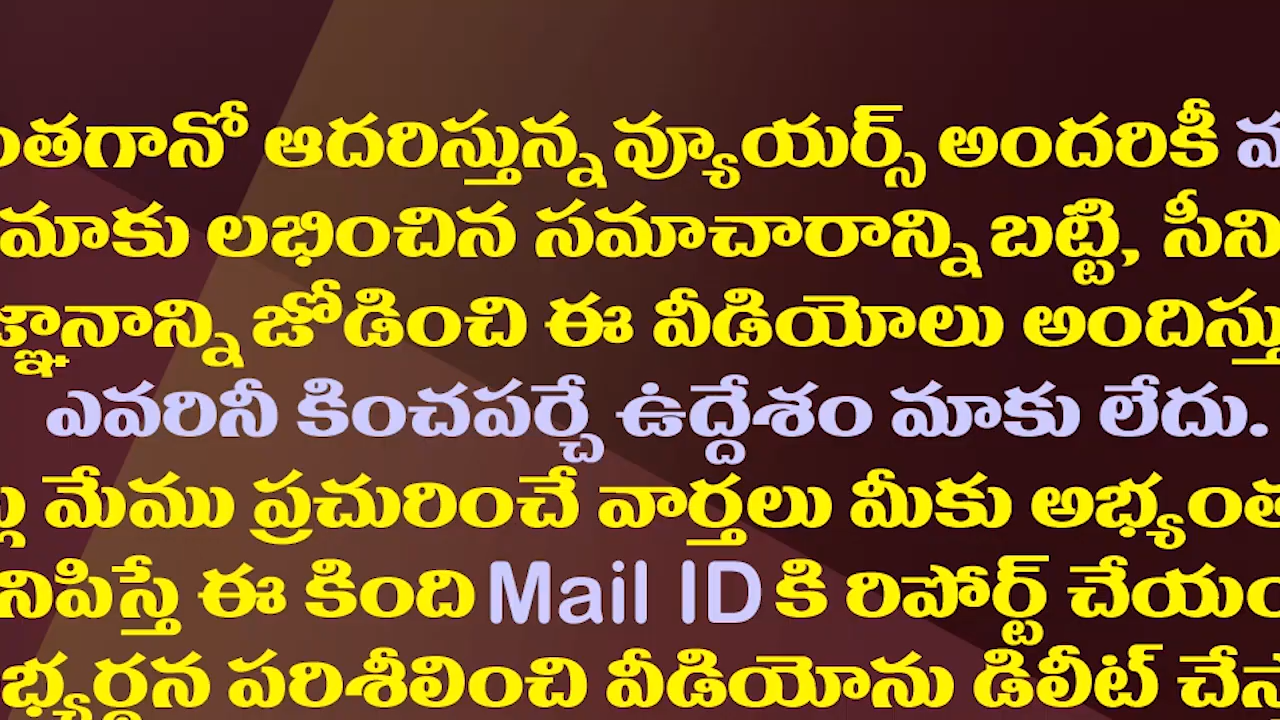 ంతగానో ఆదరిస్తున్న వ్యూయర్స్ అందరికీ
మాకు లభించిన సమాచారాన్ని బట్టి, సీని
జ్ఞానాన్ని జోడించి ఈ వీడియోలు అందిస్తు
ఎవరినీ కించపర్చే ఉద్దేశం మాకు లేదు.
మేము ప్రచురించే వార్తలు మీకు అభ్యంత
నిపిస్తే ఈ కింది Mail ID కి రిపోర్ట్ చేయం
భ్యర్థన పరిశీలించి వీడియోను డిలీట్ చేస